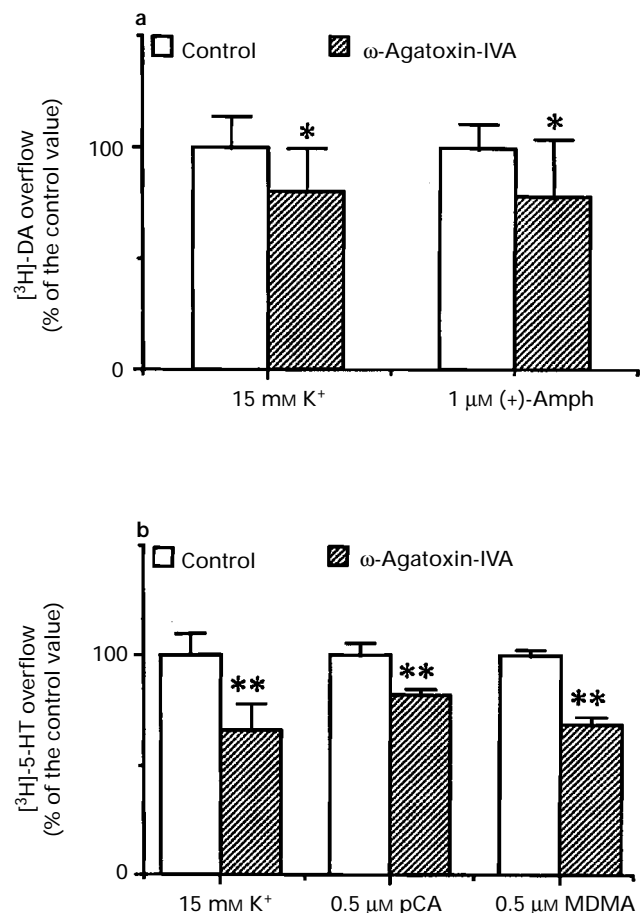 a
Control ω-Agatoxin-IVA
[³H]-DA overflow
(% of the control value)
100
* *
0
15 mM K⁺ 1 μM (+)-Amph
b
Control ω-Agatoxin-IVA
[³H]-5-HT overflow
(% of the control value)
100
** ** **
0
15 mM K⁺ 0.5 μM pCA 0.5 μM MDMA